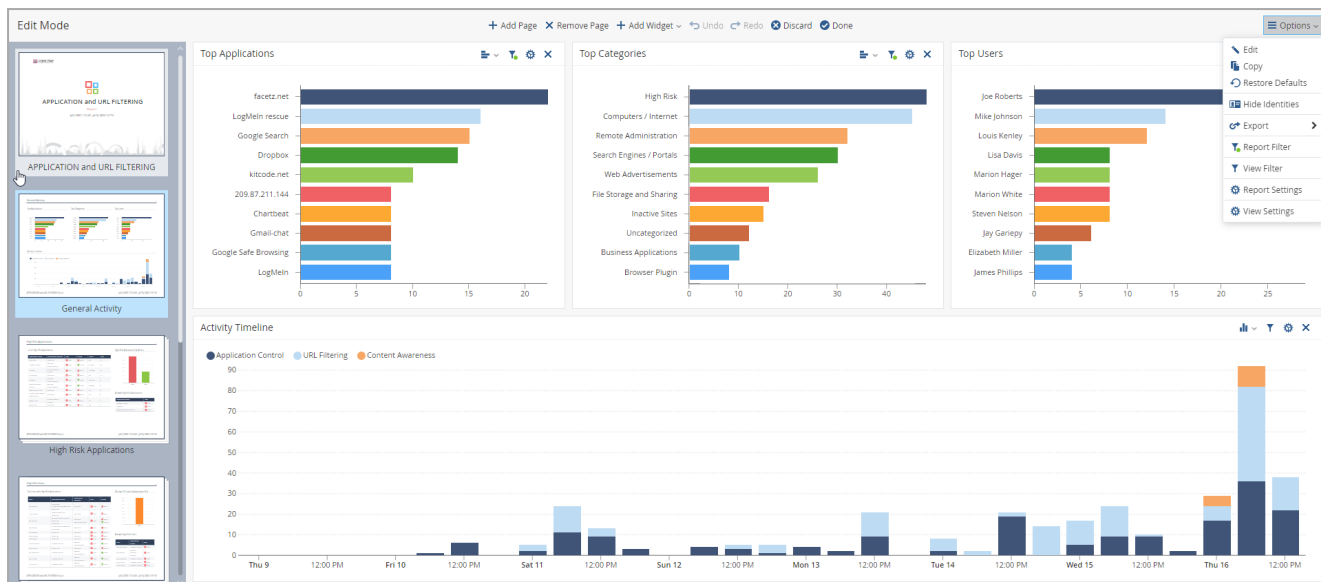 Edit Mode
Add Page Remove Page Add Widget Undo Redo Discard Done
Options
Edit
Copy
Restore Defaults
Hide Identities
Export
Report Filter
View Filter
Report Settings
View Settings
APPLICATION and URL FILTERING
APPLICATION and URL FILTERING
General Activity
High Risk Applications
Top Applications
facetz.net
LogMeIn rescue
Google Search
Dropbox
kitcode.net
209.87.211.144
Chartbeat
Gmail-chat
Google Safe Browsing
LogMeIn
0 5 10 15 20
Top Categories
High Risk
Computers / Internet
Remote Administration
Search Engines / Portals
Web Advertisements
File Storage and Sharing
Inactive Sites
Uncategorized
Business Applications
Browser Plugin
0 10 20 30 40
Top Users
Joe Roberts
Mike Johnson
Louis Kenley
Lisa Davis
Marion Hager
Marion White
Steven Nelson
Jay Gariepy
Elizabeth Miller
James Phillips
0 5 10 15 20 25
Activity Timeline
Application Control URL Filtering Content Awareness
90
80
70
60
50
40
30
20
10
0
Thu 9 12:00 PM Fri 10 12:00 PM Sat 11 12:00 PM Sun 12 12:00 PM Mon 13 12:00 PM Tue 14 12:00 PM Wed 15 12:00 PM Thu 16 12:00 PM